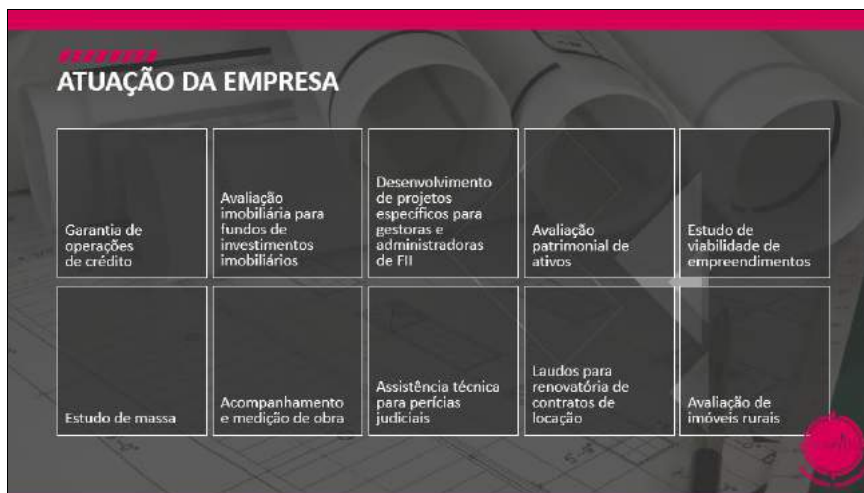 ATUAÇÃO DA EMPRESA
Garantia de
operações
de crédito
Avaliação
imobiliária para
fundos de
investimentos
imobiliários
Desenvolvimento
de projetos
específicos para
gestoras e
administradoras
de FII
Avaliação
patrimonial de
ativos
Estudo de
viabilidade de
empreendimentos
Estudo de massa
Acompanhamento
e medição de obra
Assistência técnica
para perícias
judiciais
Laudos para
renovatória de
contratos de
locação
Avaliação de
imóveis rurais